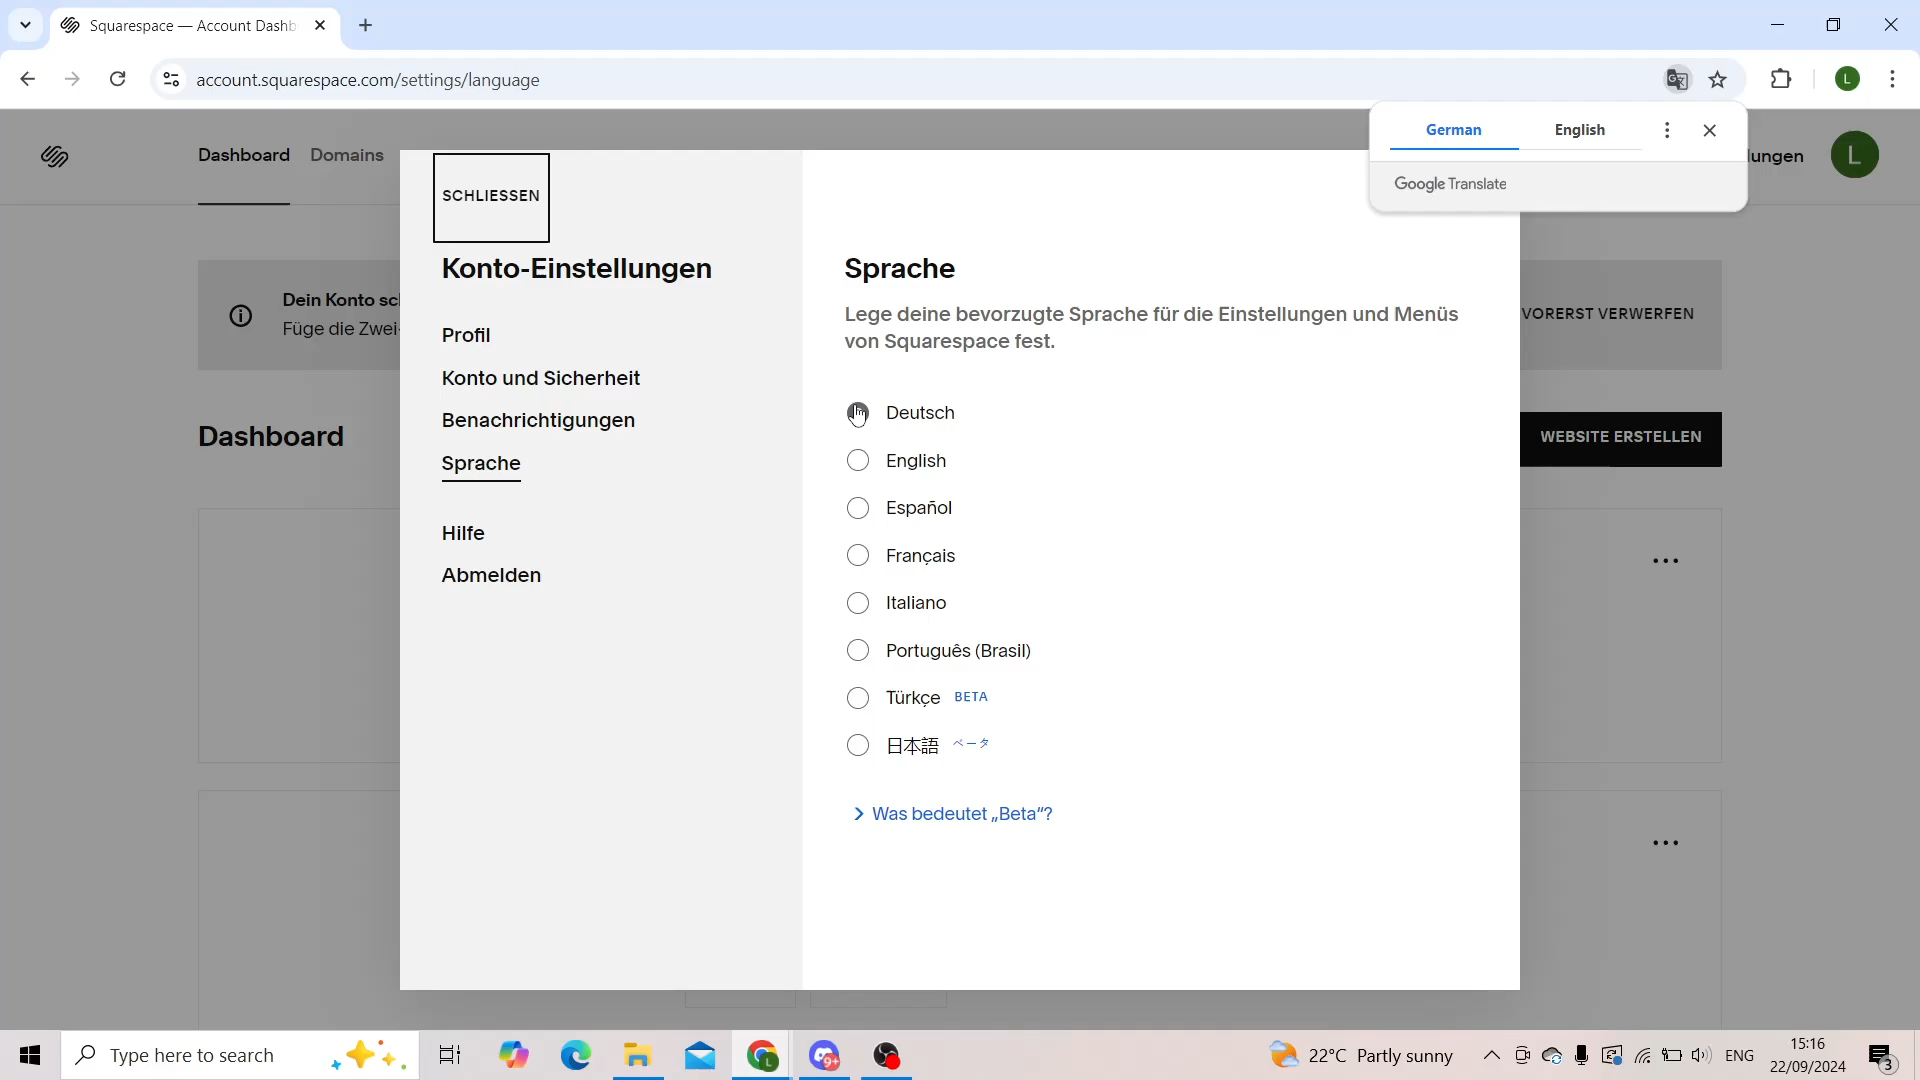 Squarespace — Account Dashb
account.squarespace.com/settings/language
L
German
English
Google Translate
Dashboard
Domains
lungen
L
SCHLIESSEN
Konto-Einstellungen
Profil
Konto und Sicherheit
Benachrichtigungen
Sprache
Hilfe
Abmelden
Sprache
Lege deine bevorzugte Sprache für die Einstellungen und Menüs
von Squarespace fest.
Deutsch
English
Español
Français
Italiano
Português (Brasil)
Türkçe BETA
日本語 ベータ
Was bedeutet „Beta“?
Dein Konto scl
Füge die Zwei-
VORERST VERWERFEN
Dashboard
WEBSITE ERSTELLEN
Type here to search
L
9+
22°C Partly sunny
ENG
15:16
22/09/2024
3